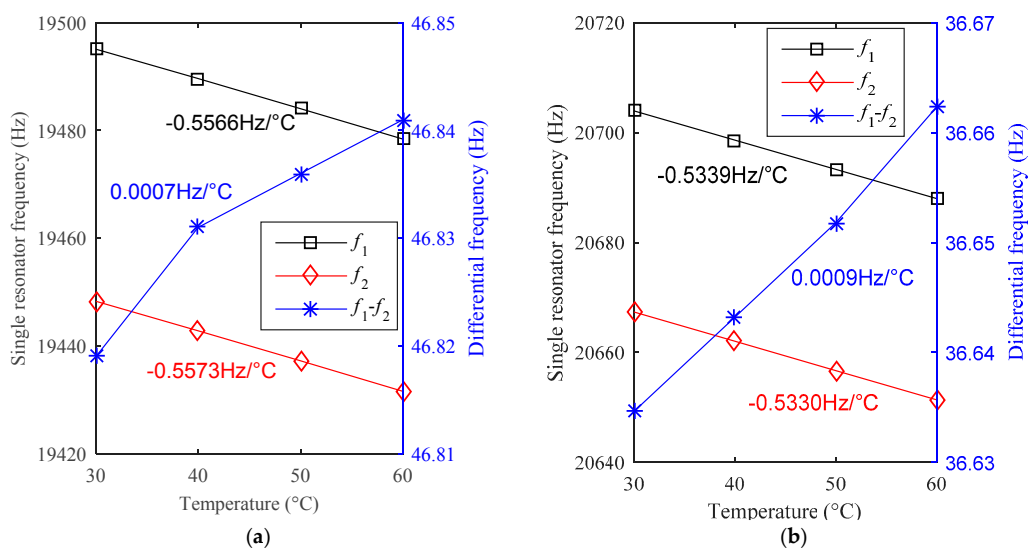 19500
19480
19460
19440
19420
Single resonator frequency (Hz)
46.85
46.84
46.83
46.82
46.81
Differential frequency (Hz)
-0.5566Hz/°C
0.0007Hz/°C
-0.5573Hz/°C
f1
f2
f1-f2
30 40 50 60
Temperature (°C)
(a)
20720
20700
20680
20660
20640
Single resonator frequency (Hz)
36.67
36.66
36.65
36.64
36.63
Differential frequency (Hz)
f1
f2
f1-f2
-0.5339Hz/°C
0.0009Hz/°C
-0.5330Hz/°C
30 40 50 60
Temperature (°C)
(b)